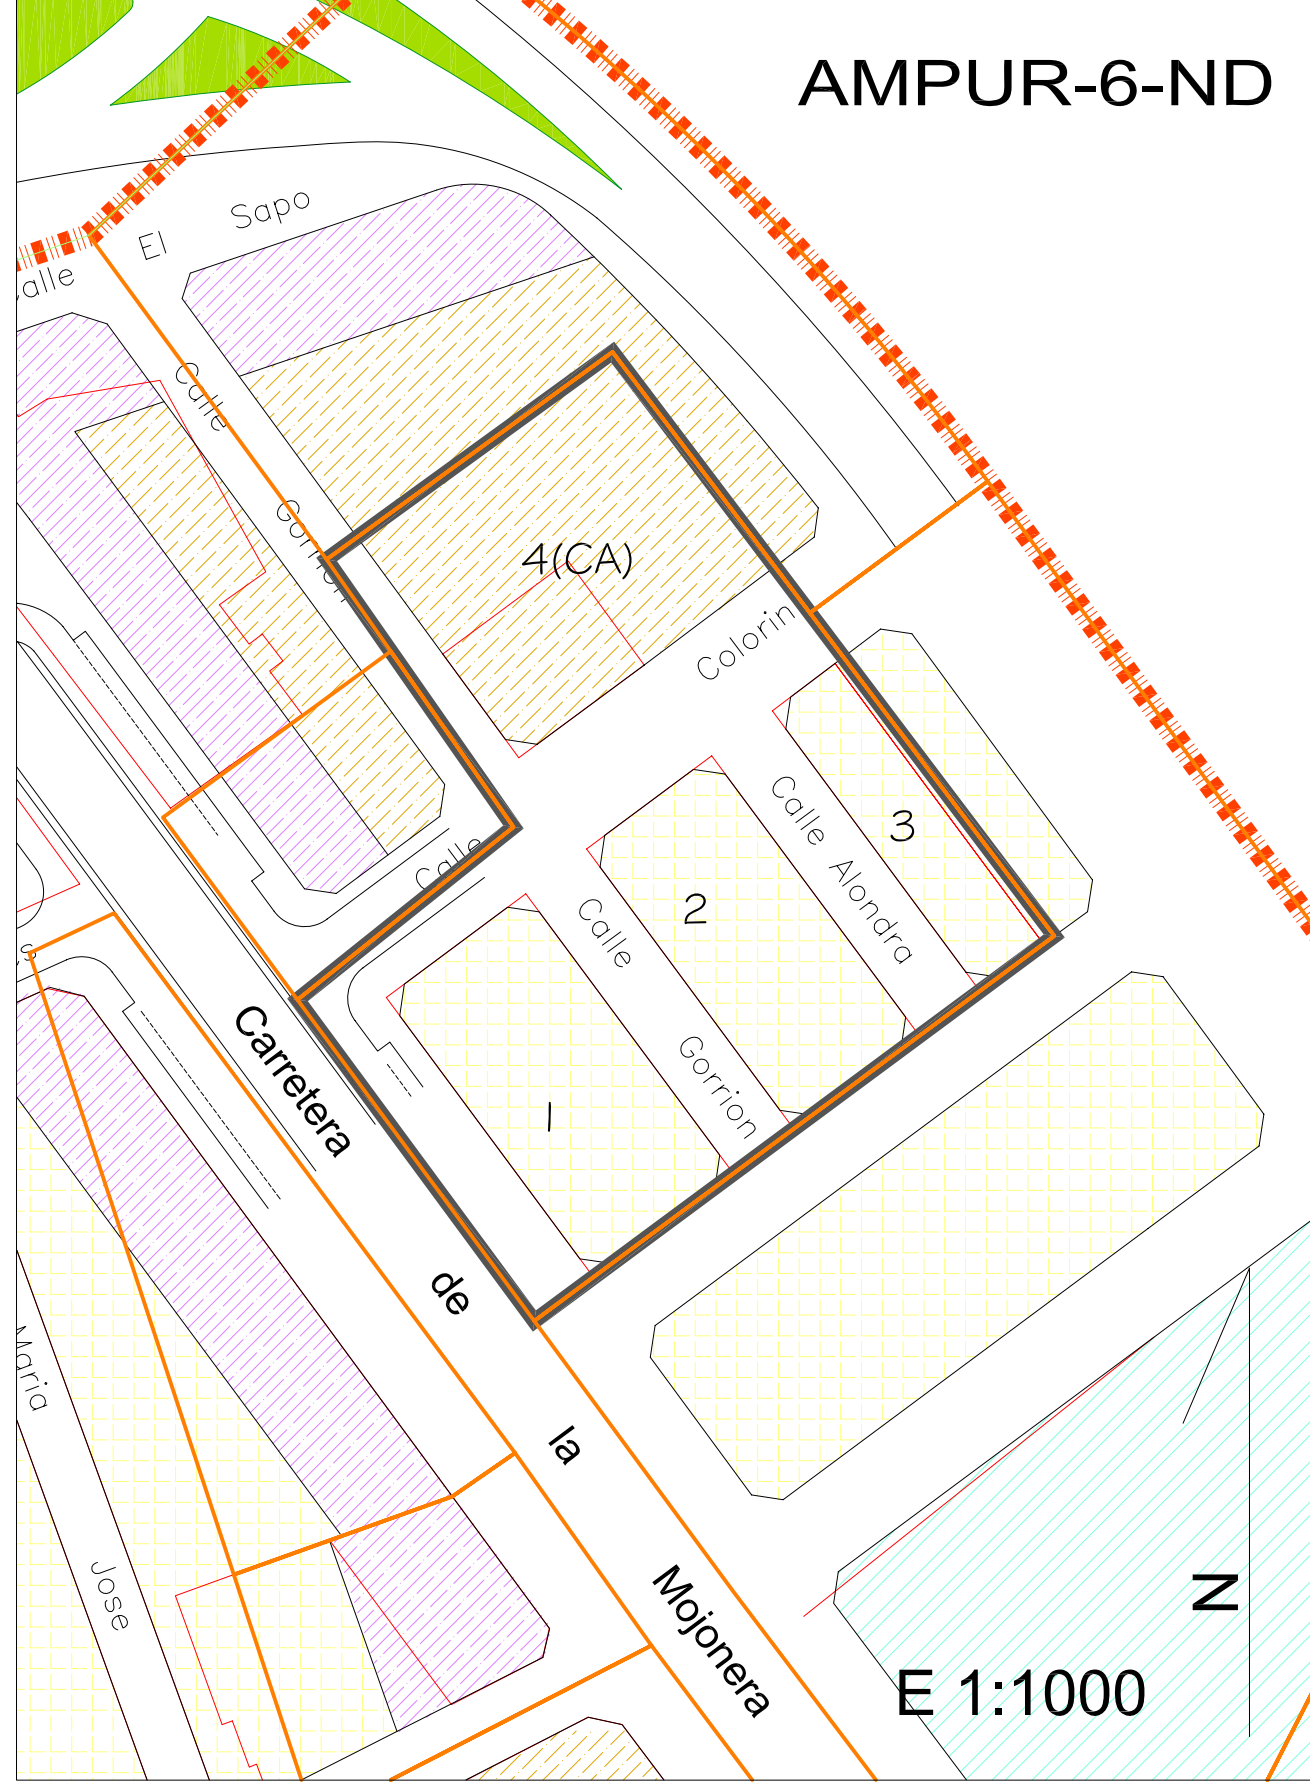 AMPUR-6-ND
Sapo
El
Calle
Calle
Gorrion
4(CA)
Colorin
Calle
3
Calle Alondra
2
Calle
Gorrion
1
Carretera
de
la
Mojonera
Maria
Jose
N
E 1:1000